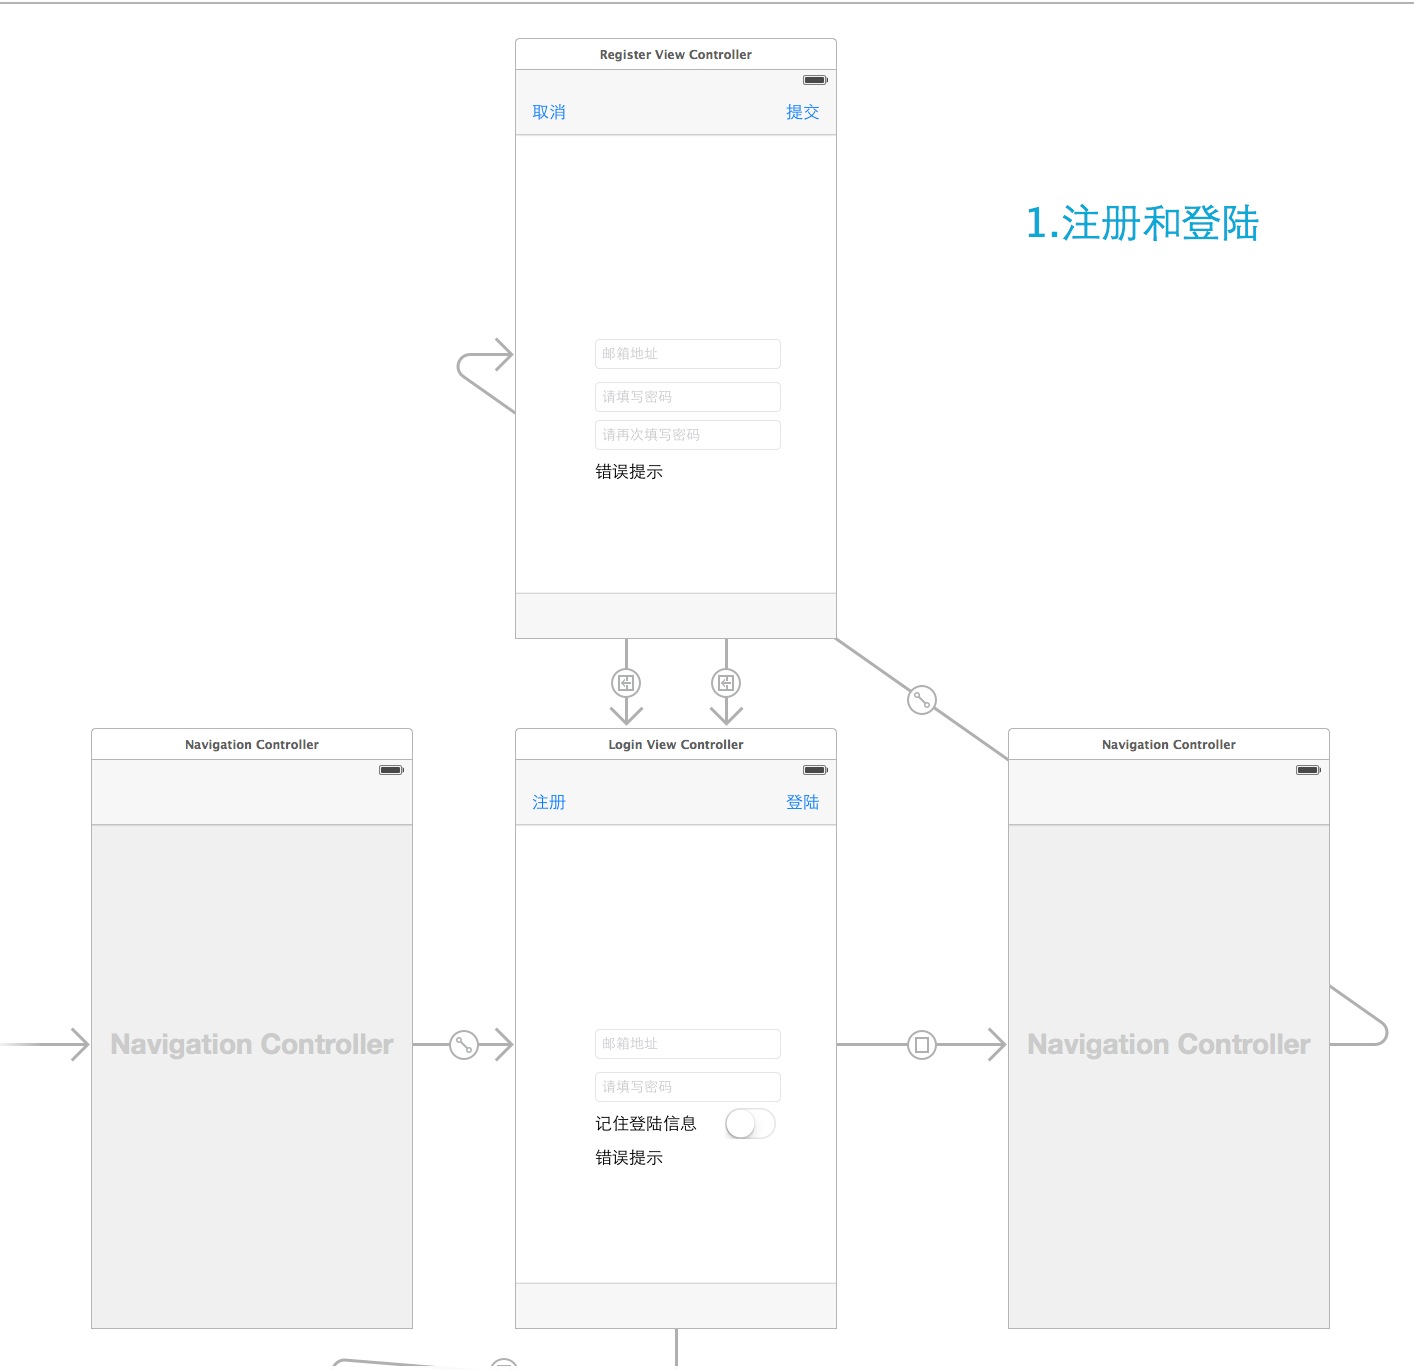 Register View Controller
取消
提交
1.注册和登陆
邮箱地址
请填写密码
请再次填写密码
错误提示
Navigation Controller
Login View Controller
Navigation Controller
注册
登陆
Navigation Controller
邮箱地址
Navigation Controller
请填写密码
记住登陆信息
错误提示